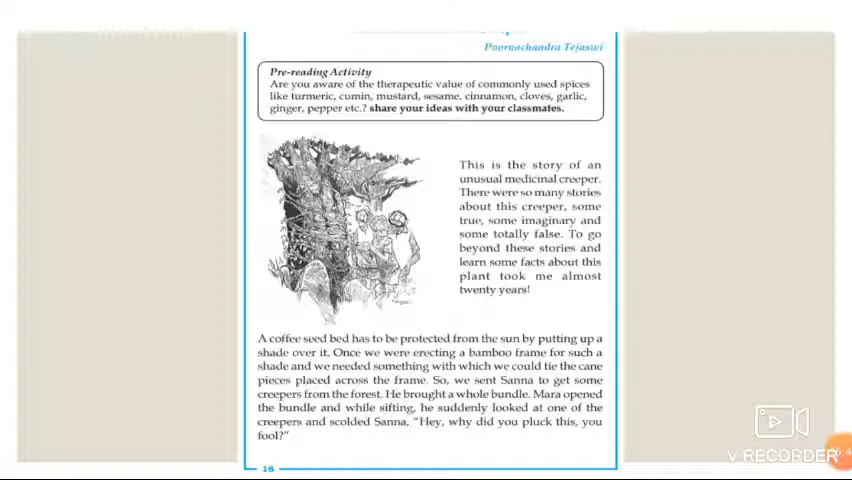 Poornachandra Tejaswi
Pre-reading Activity
Are you aware of the therapeutic value of commonly used spices
like turmeric, cumin, mustard, sesame, cinnamon, cloves, garlic,
ginger, pepper etc.? share your ideas with your classmates.
This is the story of an
unusual medicinal creeper.
There were so many stories
about this creeper, some
true, some imaginary and
some totally false. To go
beyond these stories and
learn some facts about this
plant took me almost
twenty years!
A coffee seed bed has to be protected from the sun by putting up a
shade over it. Once we were erecting a bamboo frame for such a
shade and we needed something with which we could tie the cane
pieces placed across the frame. So, we sent Sanna to get some
creepers from the forest. He brought a whole bundle. Mara opened
the bundle and while sifting, he suddenly looked at one of the
creepers and scolded Sanna, “Hey, why did you pluck this, you
fool?”
16
V RECORDER